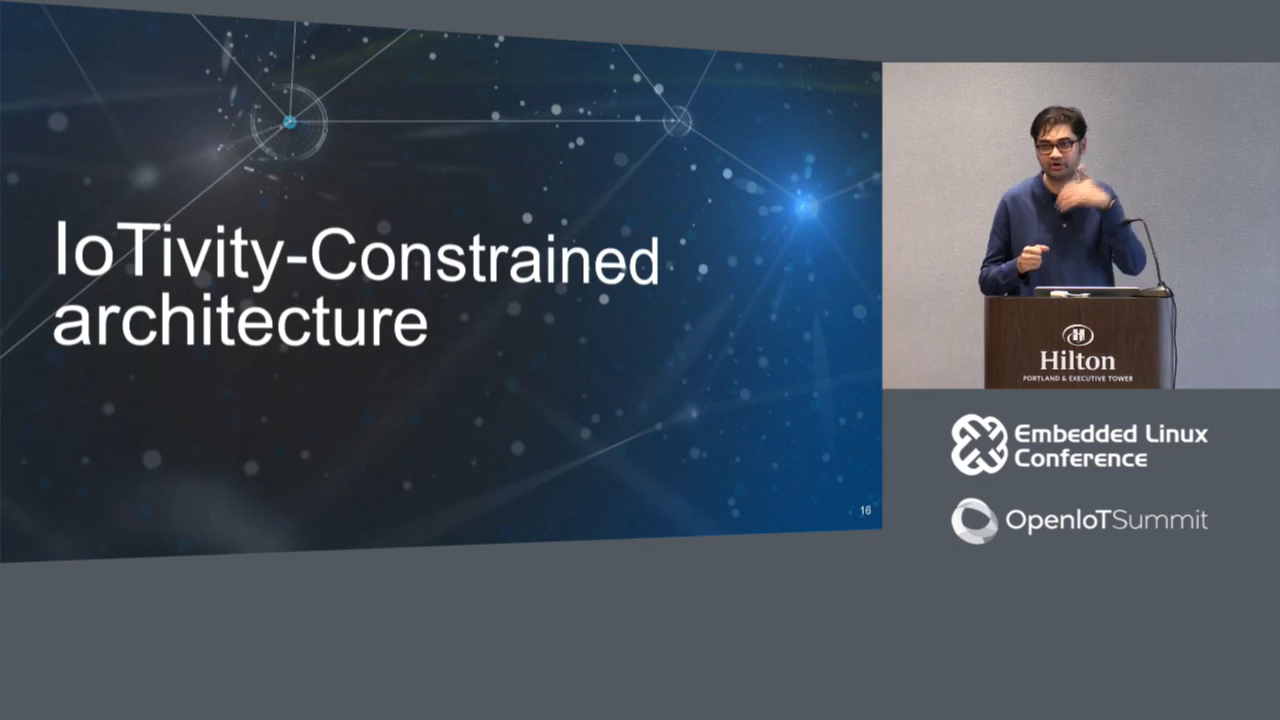 IoTivity-Constrained
architecture
16
Hilton
PORTLAND & EXECUTIVE TOWER
Embedded Linux
Conference
OpenIoTSummit